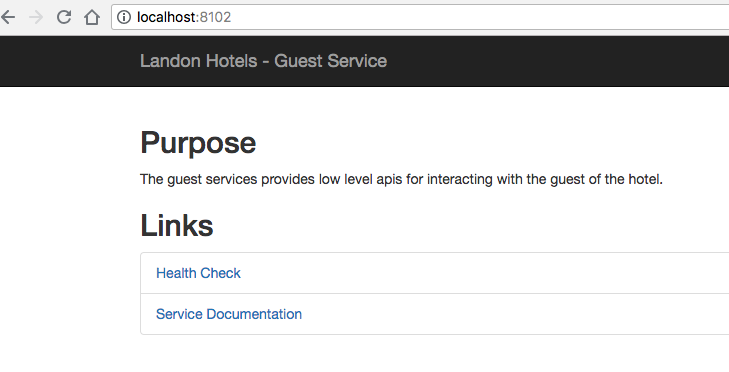 localhost:8102
Landon Hotels - Guest Service
Purpose
The guest services provides low level apis for interacting with the guest of the hotel.
Links
Health Check
Service Documentation